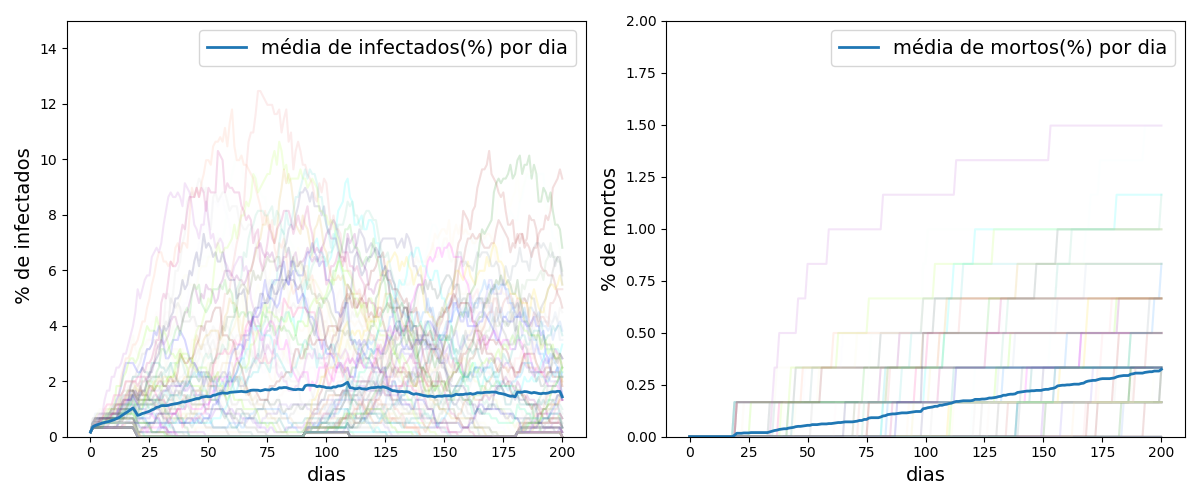 média de infectados(%) por dia
14
12
10
8
6
4
2
0
% de infectados
0 25 50 75 100 125 150 175 200
dias
média de mortos(%) por dia
2.00
1.75
1.50
1.25
1.00
0.75
0.50
0.25
0.00
% de mortos
0 25 50 75 100 125 150 175 200
dias